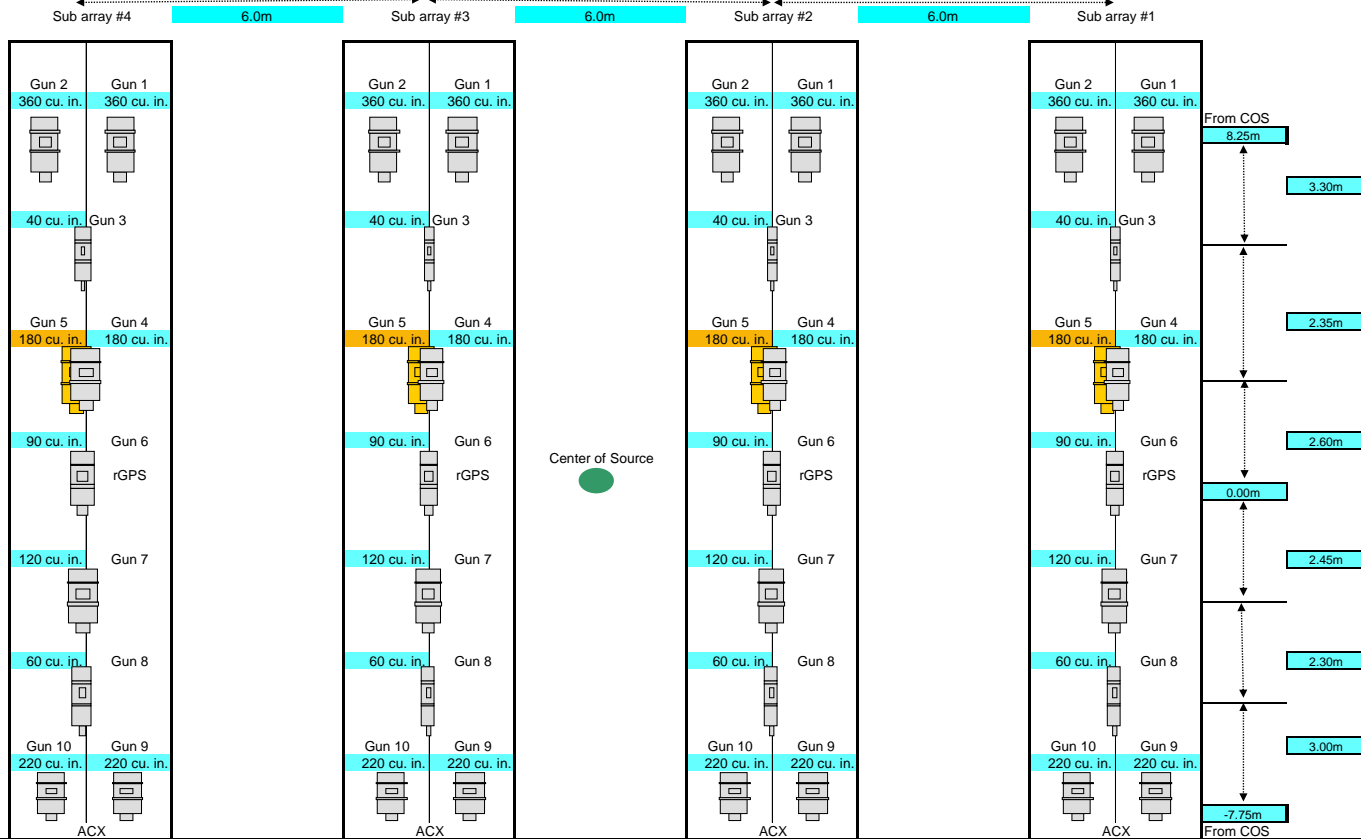 6.0m 6.0m 6.0m
Sub array #4 Sub array #3 Sub array #2 Sub array #1
Gun 2 Gun 1 Gun 2 Gun 1 Gun 2 Gun 1 Gun 2 Gun 1
360 cu. in. 360 cu. in. 360 cu. in. 360 cu. in. 360 cu. in. 360 cu. in. 360 cu. in. 360 cu. in.
From COS
8.25m
3.30m
40 cu. in. Gun 3 40 cu. in. Gun 3 40 cu. in. Gun 3 40 cu. in. Gun 3
Gun 5 Gun 4 Gun 5 Gun 4 Gun 5 Gun 4 Gun 5 Gun 4
180 cu. in. 180 cu. in. 180 cu. in. 180 cu. in. 180 cu. in. 180 cu. in. 180 cu. in. 180 cu. in.
2.35m
90 cu. in. Gun 6 90 cu. in. Gun 6 90 cu. in. Gun 6 90 cu. in. Gun 6 2.60m
Center of Source
rGPS rGPS rGPS rGPS
0.00m
120 cu. in. Gun 7 120 cu. in. Gun 7 120 cu. in. Gun 7 120 cu. in. Gun 7 2.45m
60 cu. in. Gun 8 60 cu. in. Gun 8 60 cu. in. Gun 8 60 cu. in. Gun 8 2.30m
Gun 10 Gun 9 Gun 10 Gun 9 Gun 10 Gun 9 Gun 10 Gun 9 3.00m
220 cu. in. 220 cu. in. 220 cu. in. 220 cu. in. 220 cu. in. 220 cu. in. 220 cu. in. 220 cu. in.
-7.75m
ACX ACX ACX ACX From COS